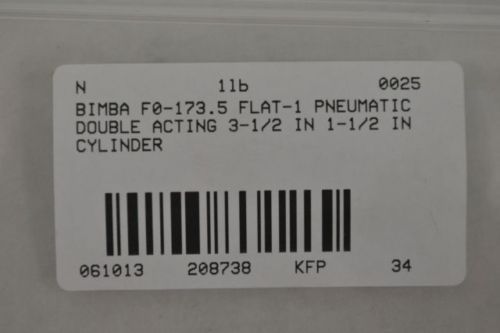 N 1lb 0025
BIMBA F0-173.5 FLAT-1 PNEUMATIC
DOUBLE ACTING 3-1/2 IN 1-1/2 IN
CYLINDER
061013 208738 KFP 34